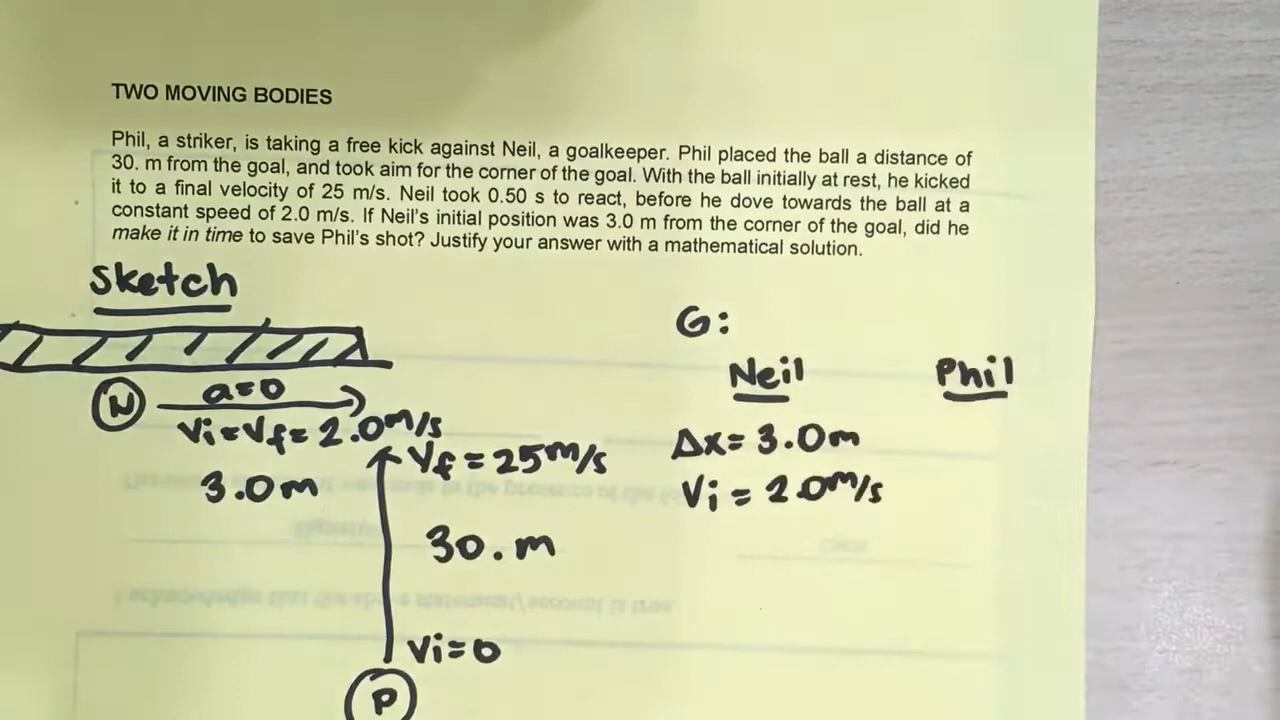 TWO MOVING BODIES
Phil, a striker, is taking a free kick against Neil, a goalkeeper. Phil placed the ball a distance of
30. m from the goal, and took aim for the corner of the goal. With the ball initially at rest, he kicked
it to a final velocity of 25 m/s. Neil took 0.50 s to react, before he dove towards the ball at a
constant speed of 2.0 m/s. If Neil's initial position was 3.0 m from the corner of the goal, did he
make it in time to save Phil's shot? Justify your answer with a mathematical solution.
Sketch
N
a=0
Vi=Vf=2.0m/s
3.0m
Vf=25m/s
30.m
Vi=0
P
G:
Neil
Δx=3.0m
Vi=2.0m/s
Phil